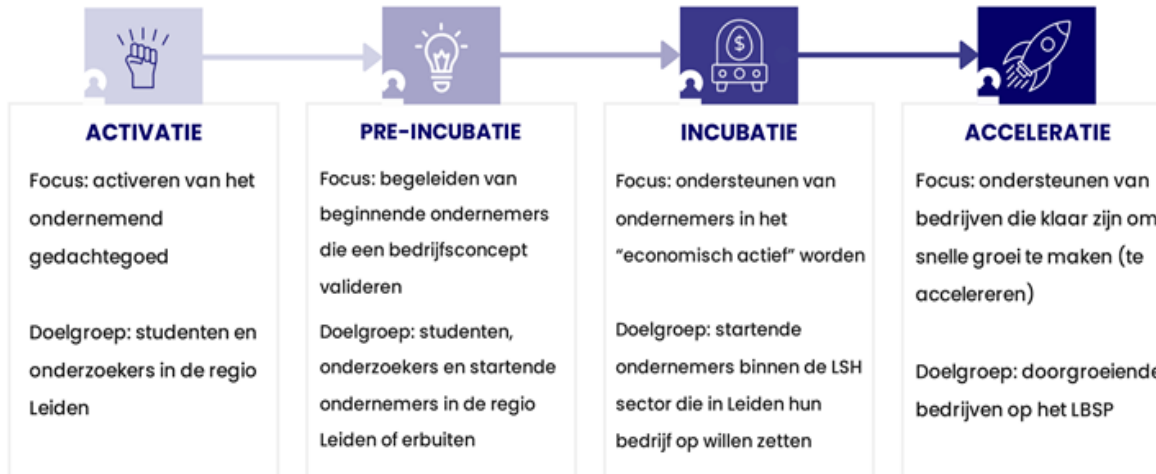 $
ACTIVATIE
Focus: activeren van het
ondernemend
gedachtegoed
Doelgroep: studenten en
onderzoekers in de regio
Leiden
PRE-INCUBATIE
Focus: begeleiden van
beginnende ondernemers
die een bedrijfsconcept
valideren
Doelgroep: studenten,
onderzoekers en startende
ondernemers in de regio
Leiden of erbuiten
INCUBATIE
Focus: ondersteunen van
ondernemers in het
“economisch actief” worden
Doelgroep: startende
ondernemers binnen de LSH
sector die in Leiden hun
bedrijf op willen zetten
ACCELERATIE
Focus: ondersteunen van
bedrijven die klaar zijn om
snelle groei te maken (te
accelereren)
Doelgroep: doorgroeiende
bedrijven op het LBSP